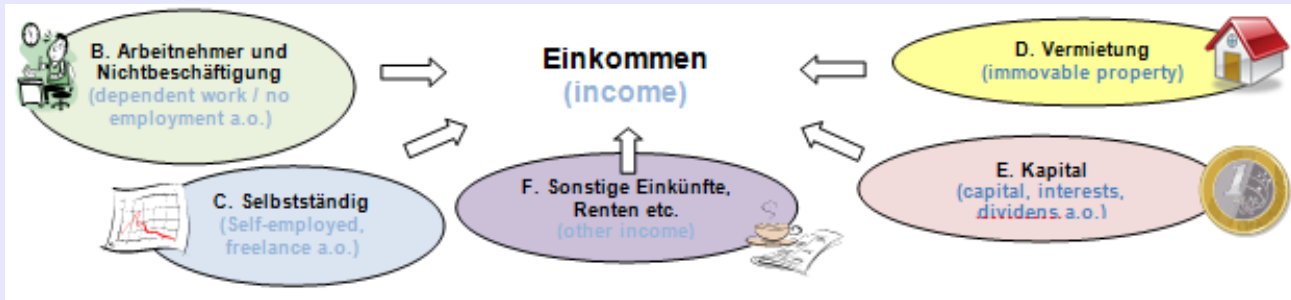 B. Arbeitnehmer und
Nichtbeschäftigung
(dependent work / no
employment a.o.)
Einkommen
(income)
D. Vermietung
(immovable property)
C. Selbstständig
(Self-employed,
freelance a.o.)
F. Sonstige Einkünfte,
Renten etc.
(other income)
E. Kapital
(capital, interests,
dividens a.o.)
1